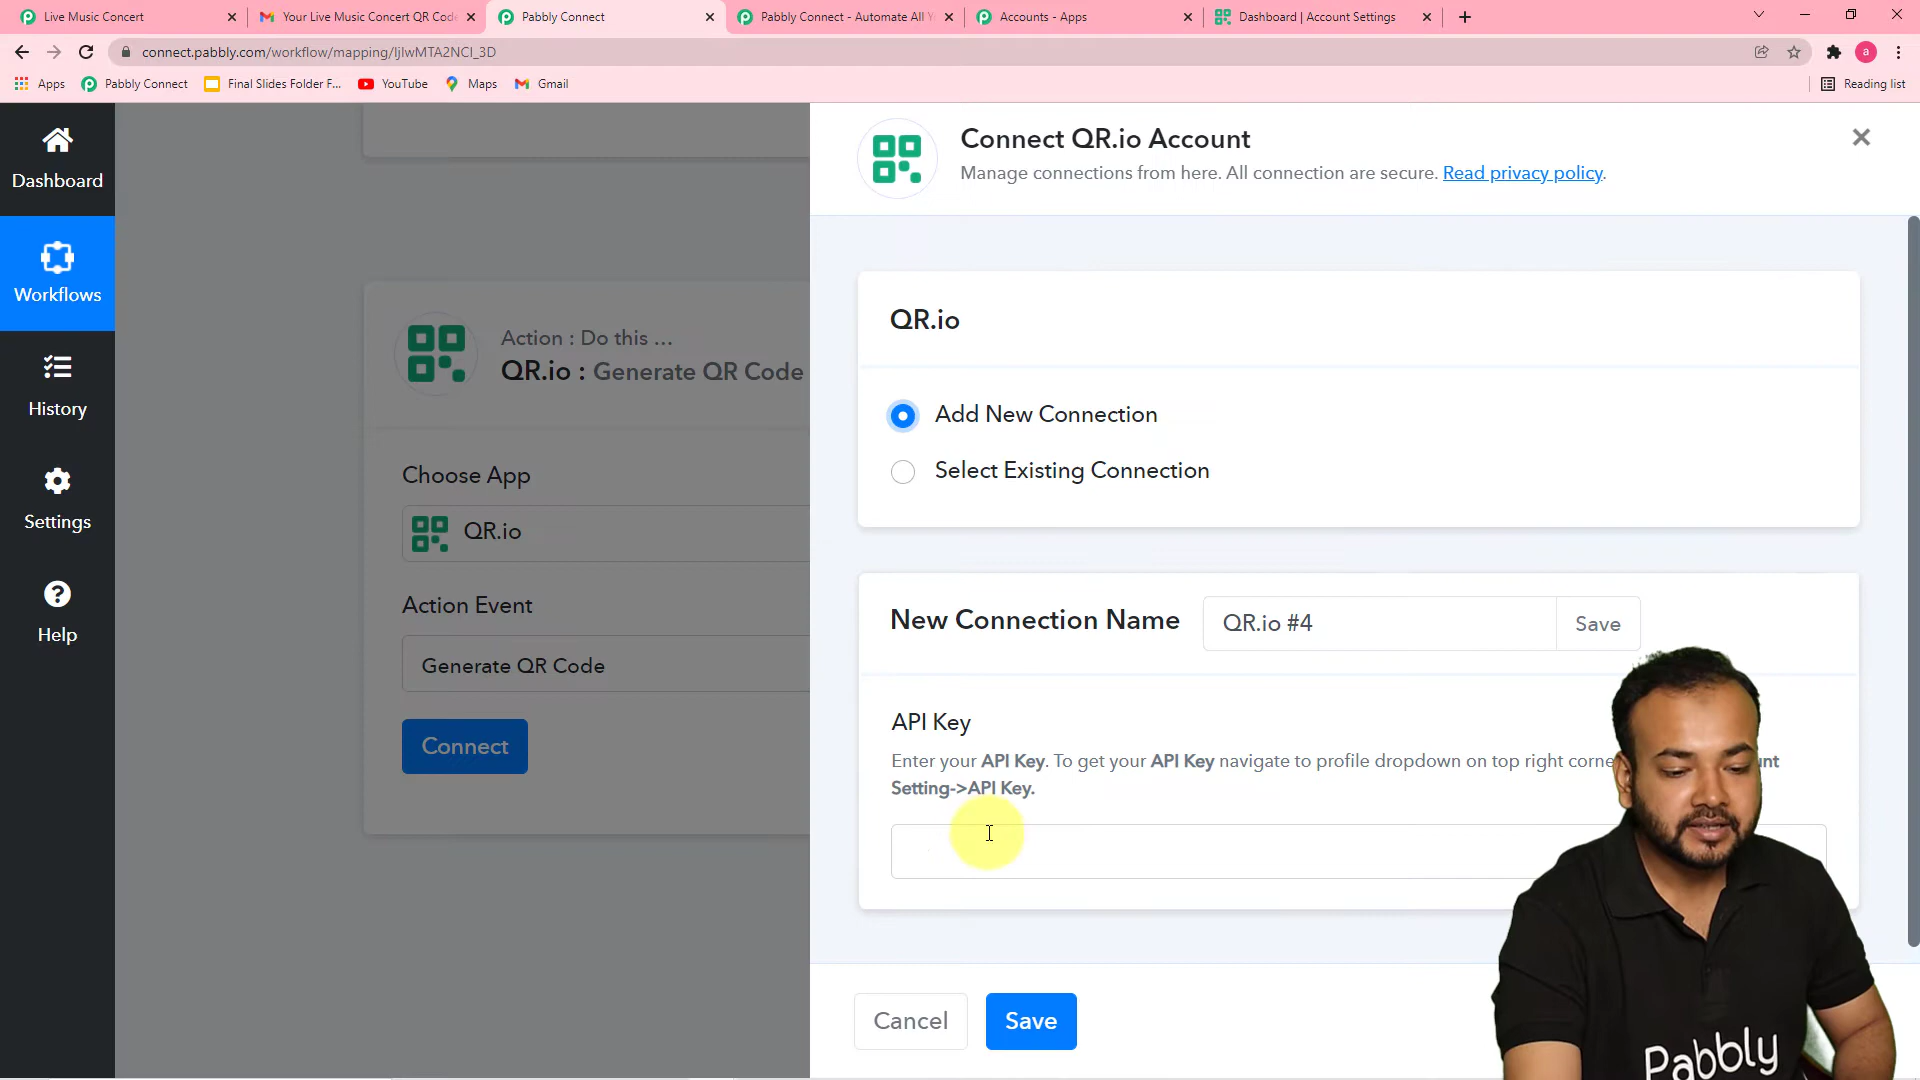 Live Music Concert
Your Live Music Concert QR Code
Pabbly Connect
Pabbly Connect - Automate All Y
Accounts - Apps
Dashboard | Account Settings
connect.pabbly.com/workflow/mapping/IjIwMTA2NCI_3D
a
Apps
Pabbly Connect
Final Slides Folder F...
YouTube
Maps
Gmail
Reading list
Dashboard
Workflows
History
Settings
Help
Action : Do this ...
QR.io : Generate QR Code
Choose App
QR.io
Action Event
Generate QR Code
Connect
Connect QR.io Account
Manage connections from here. All connection are secure. Read privacy policy.
QR.io
Add New Connection
Select Existing Connection
New Connection Name
QR.io #4
Save
API Key
Enter your API Key. To get your API Key navigate to profile dropdown on top right
Setting->API Key.
Cancel
Save
Pabbly